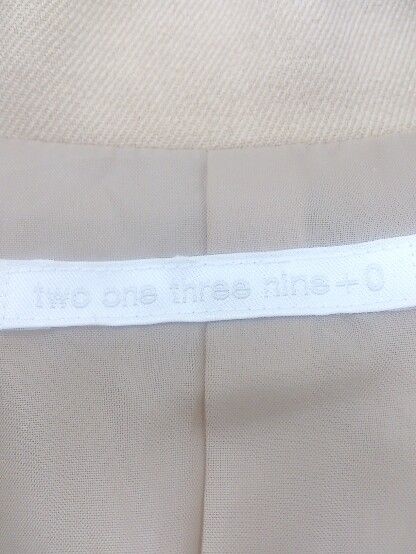 two one three nine + 0